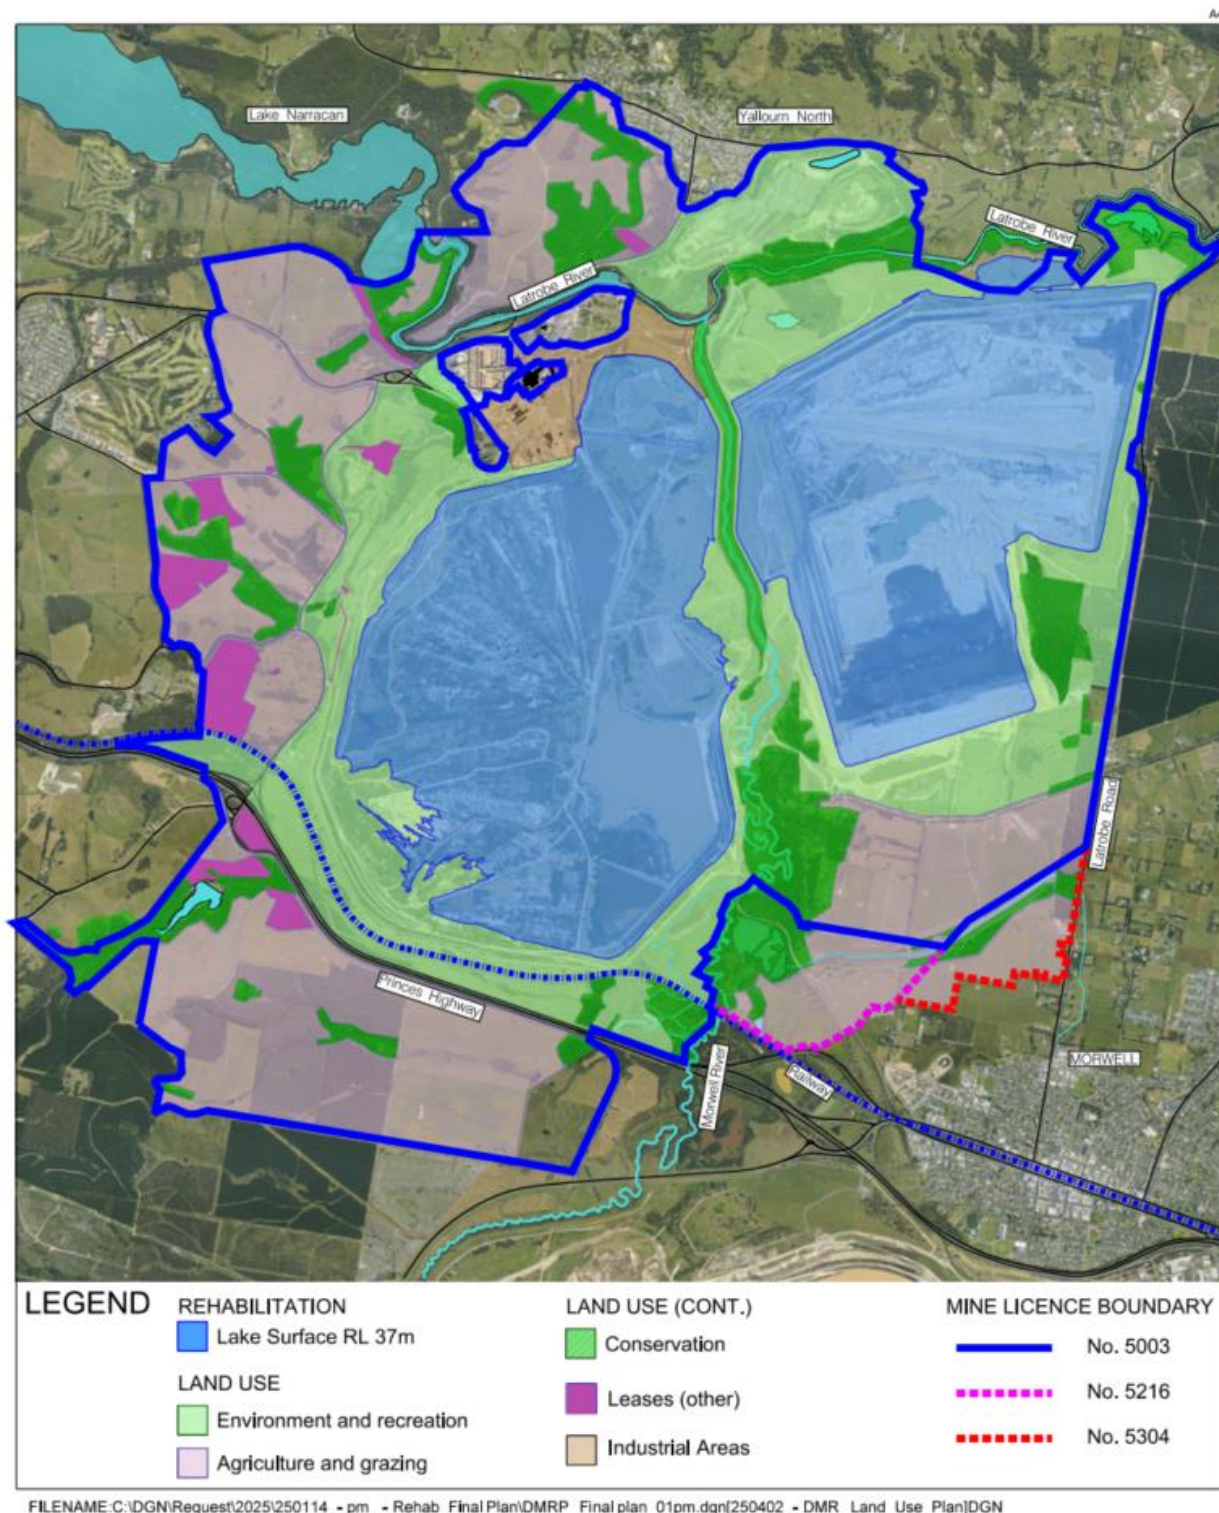 Lake Narracan
Yallourn North
Latrobe River
Latrobe River
Latrobe Road
Princes Highway
Morwell River
Railway
MORWELL
LEGEND
REHABILITATION
Lake Surface RL 37m
LAND USE
Environment and recreation
Agriculture and grazing
LAND USE (CONT.)
Conservation
Leases (other)
Industrial Areas
MINE LICENCE BOUNDARY
No. 5003
No. 5216
No. 5304
FILENAME:C:\DGN\Request\2025\250114 - pm - Rehab Final Plan\DMRP Final plan 01pm.dgn[250402 - DMR Land Use Plan]DGN